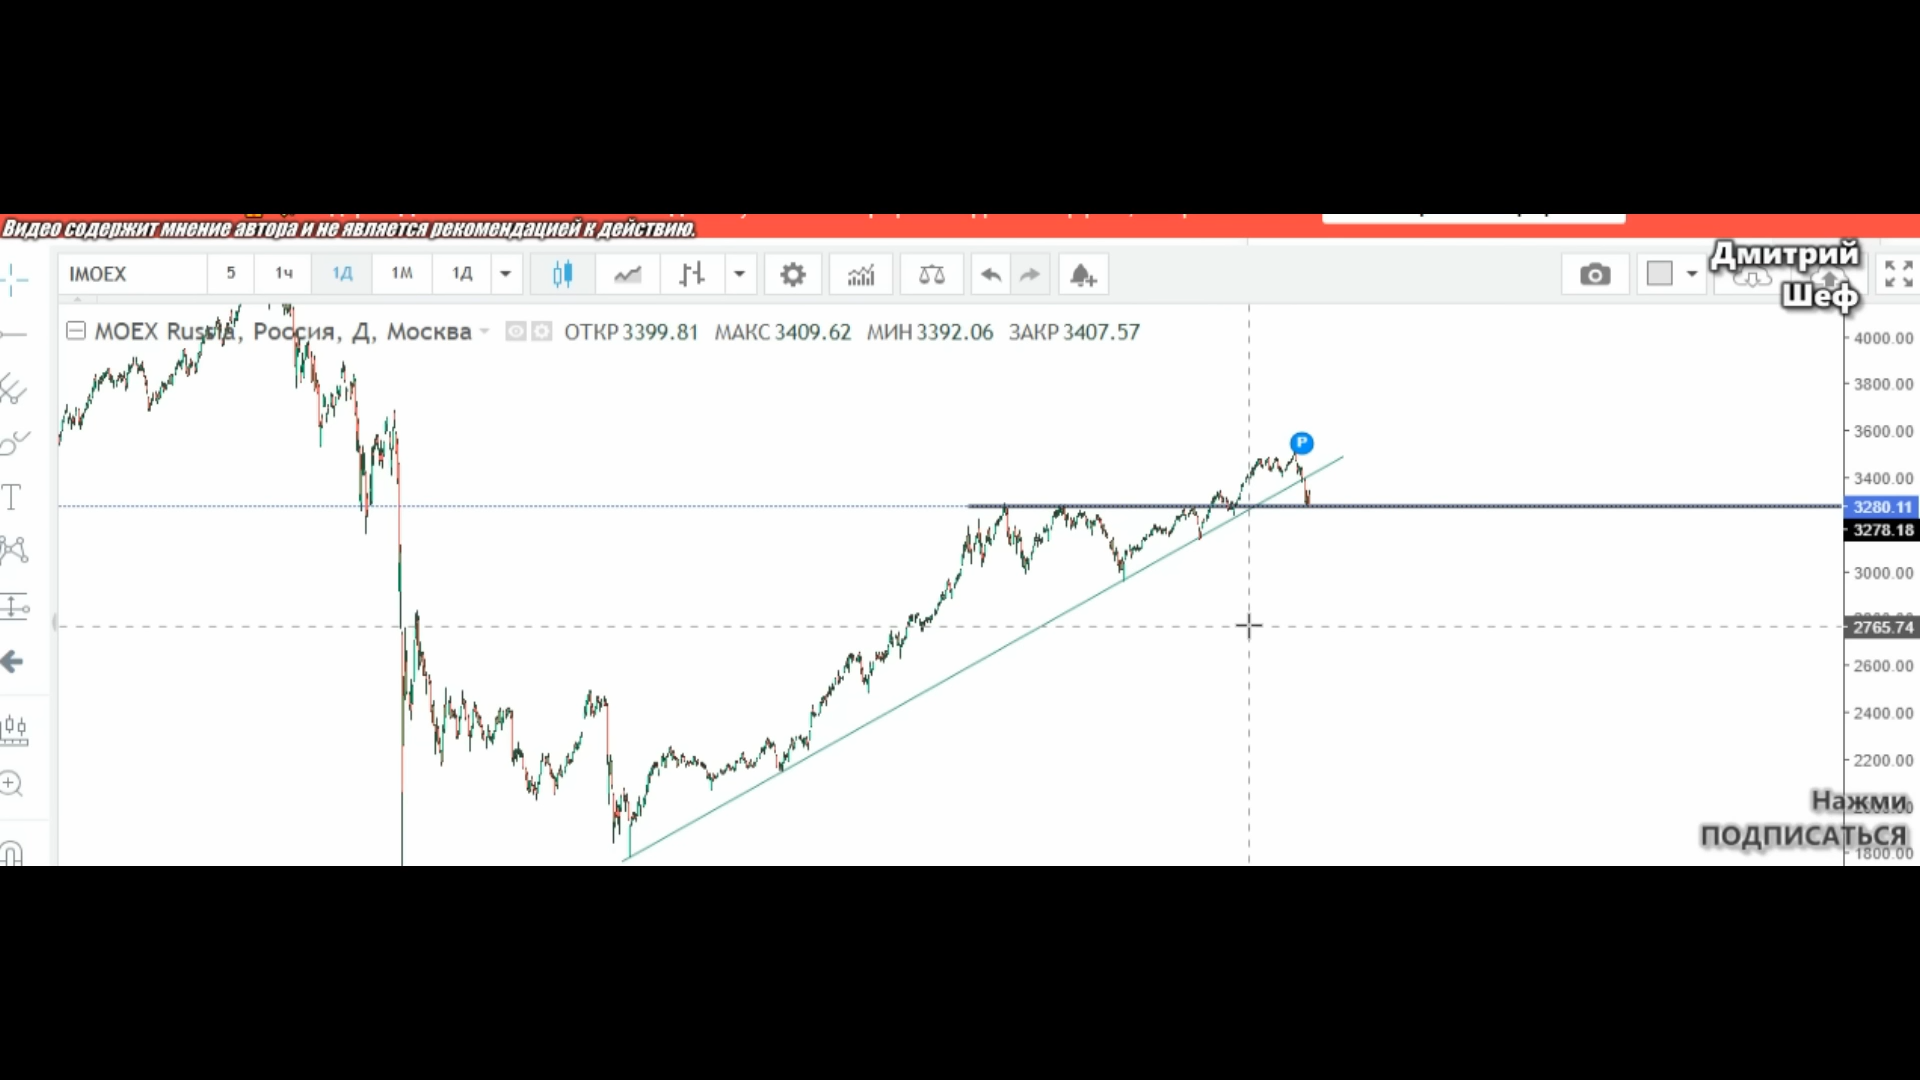 Видео содержит мнение автора и не является рекомендацией к действию.
Дмитрий
Шеф
IMOEX 5 1ч 1Д 1М 1Д
MOEX Russia, Россия, Д, Москва ОТКР 3399.81 МАКС 3409.62 МИН 3392.06 ЗАКР 3407.57
4000.00
3800.00
3600.00
P
3400.00
3280.11
3278.18
3000.00
2765.74
2600.00
2400.00
2200.00
Нажми
ПОДПИСАТЬСЯ
1800.00